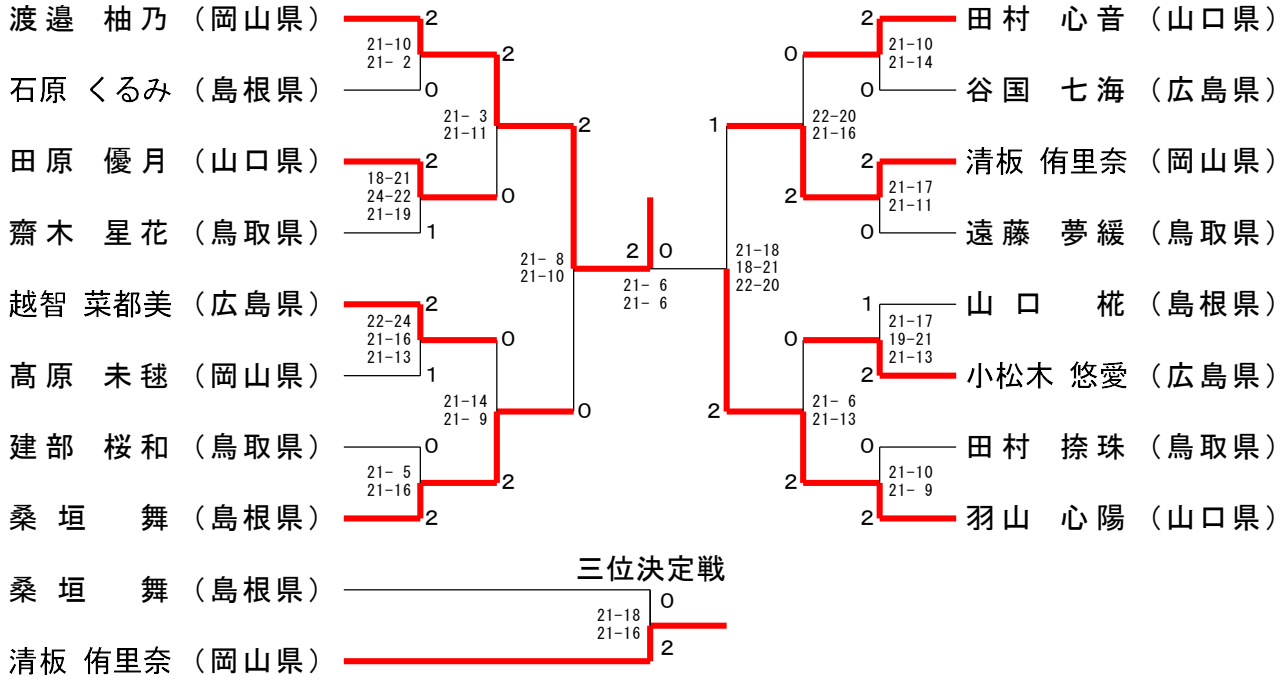 渡邉 柚乃 （岡山県） 2 2 田村 心音 （山口県）
21-10 2 0 21-10
21- 2 21-14
石原 くるみ （島根県） 0 0 谷国 七海 （広島県）
21- 3 22-20
21-11 2 1 21-16
田原 優月 （山口県） 2 2 清板 侑里奈 （岡山県）
18-21 21-17
24-22 0 2 21-11
21-19
齋木 星花 （鳥取県） 1 0 遠藤 夢緩 （鳥取県）
21- 8 2 0 21-18
21-10 18-21
21- 6 22-20
21- 6
越智 菜都美 （広島県） 2 1 山口 椛 （島根県）
22-24 21-17
21-16 0 0 19-21
21-13 21-13
髙原 未毬 （岡山県） 1 2 小松木 悠愛 （広島県）
21-14 21- 6
21- 9 0 2 21-13
建部 桜和 （鳥取県） 0 0 田村 捺珠 （鳥取県）
21- 5 2 2 21-10
21-16 21- 9
桑垣 舞 （島根県） 2 2 羽山 心陽 （山口県）
三位決定戦
桑垣 舞 （島根県） 0
21-18
21-16
清板 侑里奈 （岡山県） 2